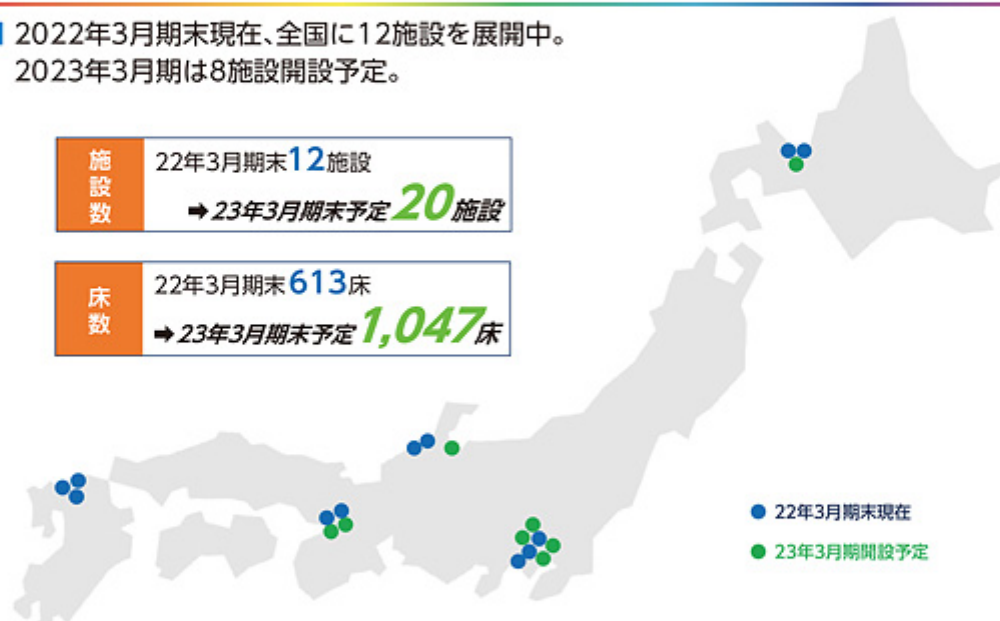 2022年3月期末現在、全国に12施設を展開中。
2023年3月期は8施設開設予定。
施設数
22年3月期末12施設
➡23年3月期末予定20施設
床数
22年3月期末613床
➡23年3月期末予定1,047床
22年3月期末現在
23年3月期開設予定